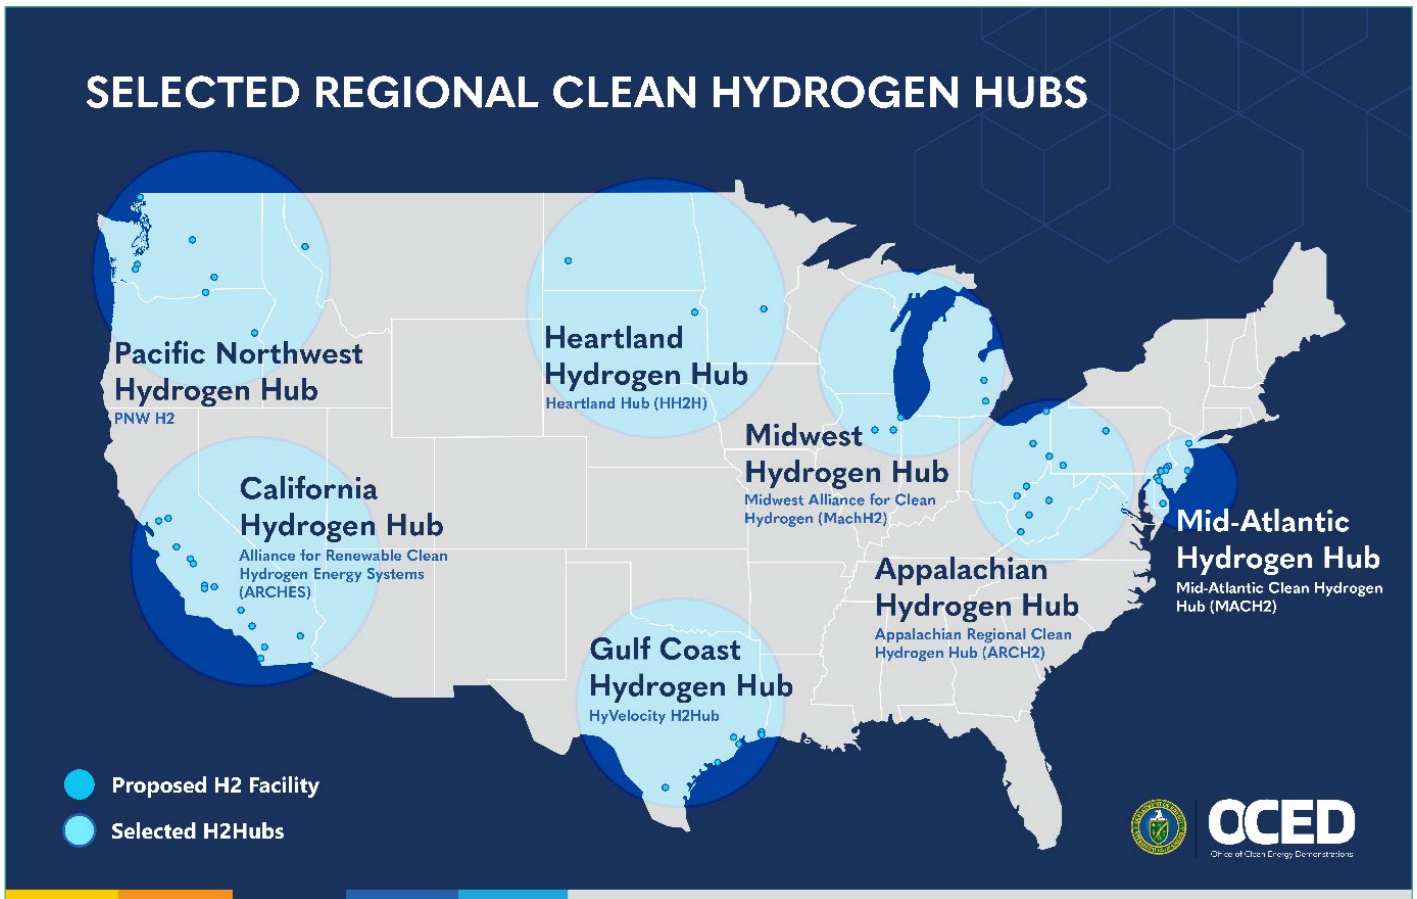 SELECTED REGIONAL CLEAN HYDROGEN HUBS
Pacific Northwest
Hydrogen Hub
PNW H2
Heartland
Hydrogen Hub
Heartland Hub (HH2H)
Midwest
Hydrogen Hub
Midwest Alliance for Clean
Hydrogen (MachH2)
California
Hydrogen Hub
Alliance for Renewable Clean
Hydrogen Energy Systems
(ARCHES)
Mid-Atlantic
Hydrogen Hub
Mid-Atlantic Clean Hydrogen
Hub (MACH2)
Appalachian
Hydrogen Hub
Appalachian Regional Clean
Hydrogen Hub (ARCH2)
Gulf Coast
Hydrogen Hub
HyVelocity H2Hub
Proposed H2 Facility
Selected H2Hubs
OCED
Office of Clean Energy Demonstrations